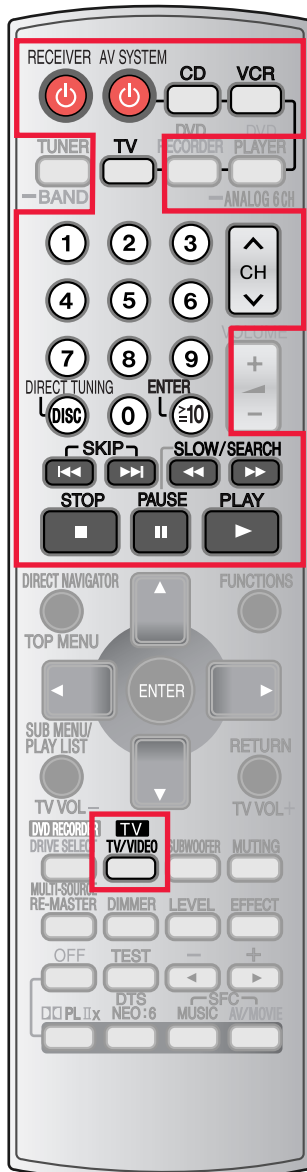 RECEIVER AV SYSTEM
CD VCR
DVD DVD
TUNER TV RECORDER PLAYER
–BAND –ANALOG 6CH
1 2 3
CH
4 5 6
7 8 9
VOLUME
+
–
DIRECT TUNING ENTER
DISC 0 ≧10
SKIP SLOW/SEARCH
STOP PAUSE PLAY
DIRECT NAVIGATOR FUNCTIONS
TOP MENU
ENTER
SUB MENU/
PLAY LIST RETURN
TV VOL– TV VOL+
DVD RECORDER TV
DRIVE SELECT TV/VIDEO SUBWOOFER MUTING
MULTI-SOURCE
RE-MASTER DIMMER LEVEL EFFECT
OFF TEST – +
DTS SFC
PL IIx NEO:6 MUSIC AV/MOVIE